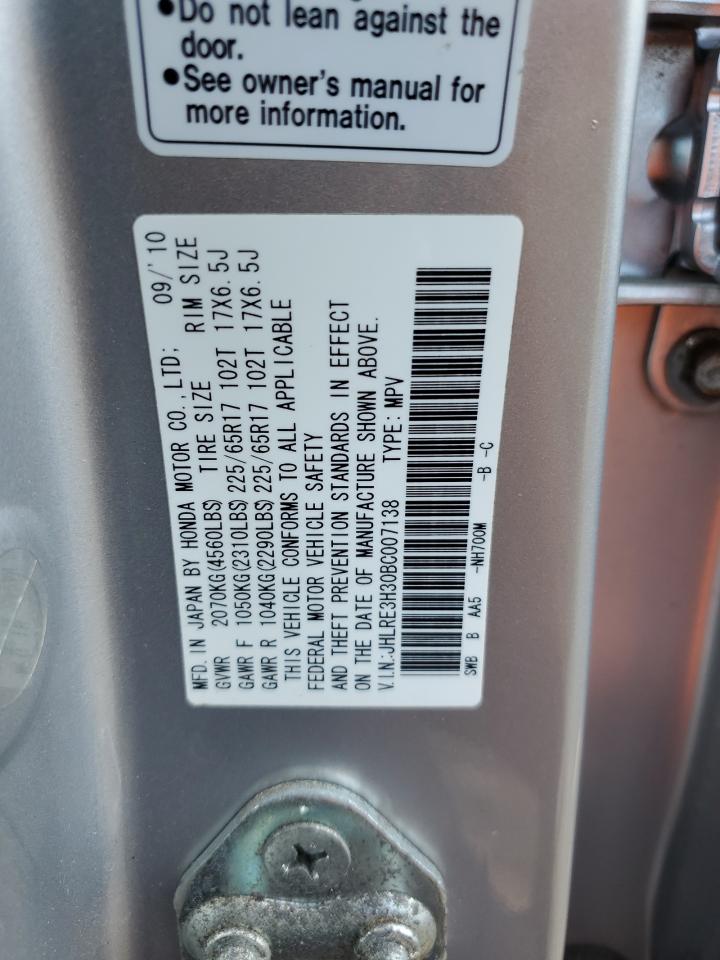 ●Do not lean against the
door.
●See owner's manual for
more information.
MFD. IN JAPAN BY HONDA MOTOR CO.,LTD; 09/'10
GVWR 2070KG(4560LBS) TIRE SIZE RIM SIZE
GAWR F 1050KG(2310LBS)225/65R17 102T 17X6.5J
GAWR R 1040KG(2290LBS)225/65R17 102T 17X6.5J
THIS VEHICLE CONFORMS TO ALL APPLICABLE
FEDERAL MOTOR VEHICLE SAFETY
AND THEFT PREVENTION STANDARDS IN EFFECT
ON THE DATE OF MANUFACTURE SHOWN ABOVE.
V.I.N.:JHLRE3H30BC007138 TYPE: MPV
SWB B AA5 -NH700M -B -C